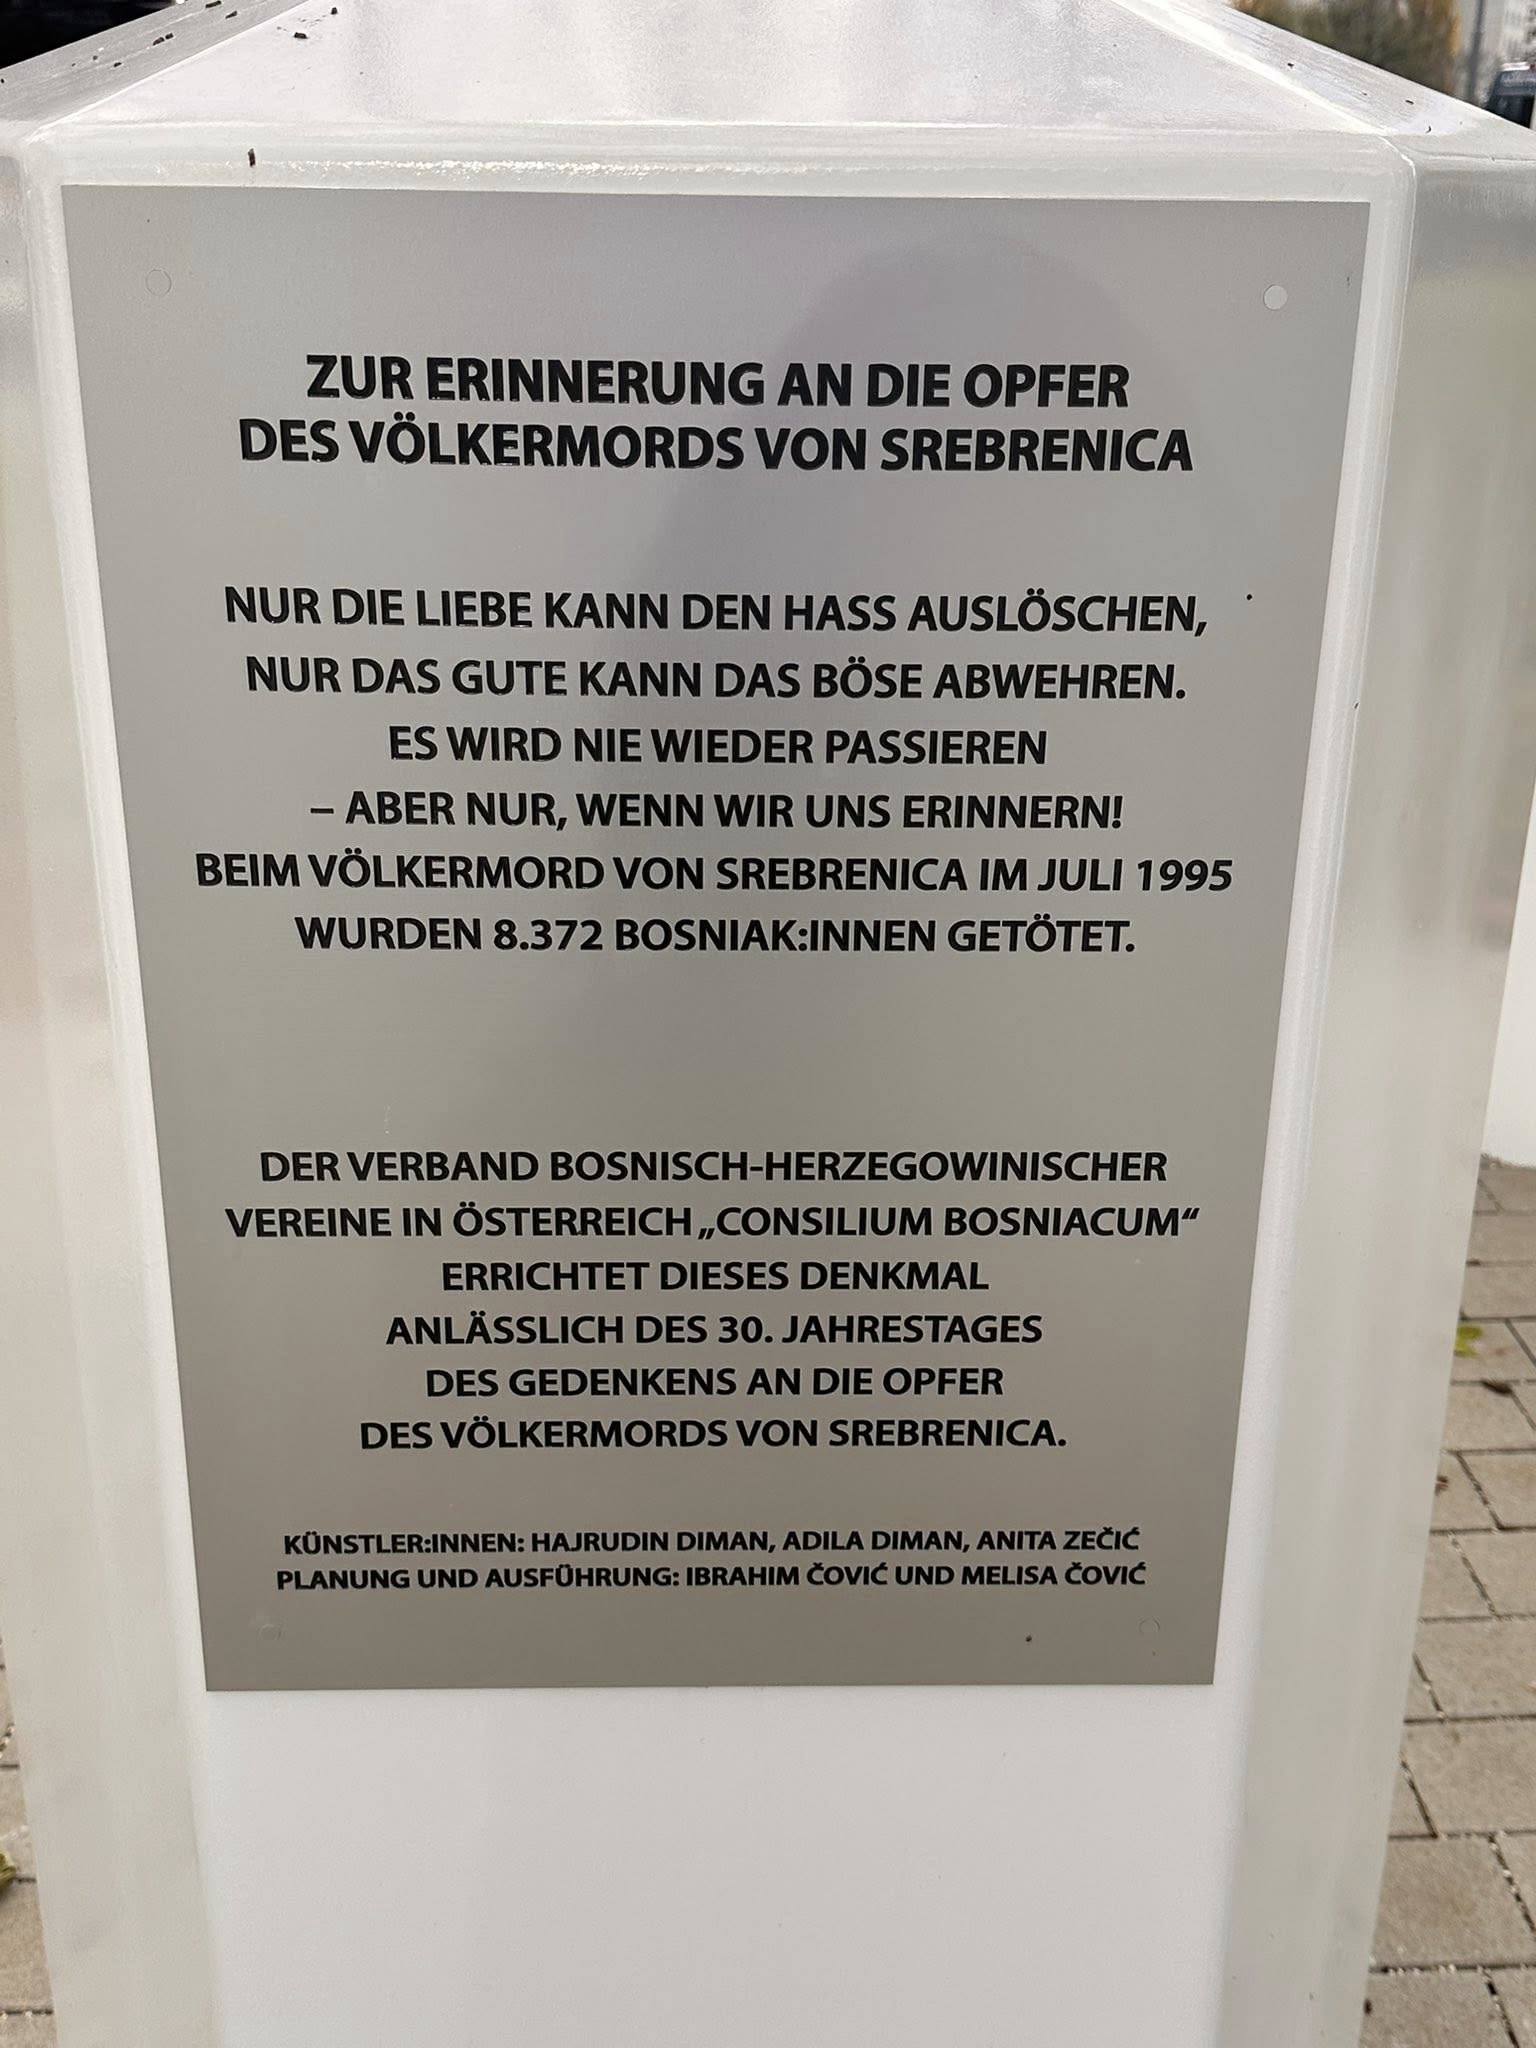 ZUR ERINNERUNG AN DIE OPFER
DES VÖLKERMORDS VON SREBRENICA
NUR DIE LIEBE KANN DEN HASS AUSLÖSCHEN,
NUR DAS GUTE KANN DAS BÖSE ABWEHREN.
ES WIRD NIE WIEDER PASSIEREN
– ABER NUR, WENN WIR UNS ERINNERN!
BEIM VÖLKERMORD VON SREBRENICA IM JULI 1995
WURDEN 8.372 BOSNIAK:INNEN GETÖTET.
DER VERBAND BOSNISCH-HERZEGOWINISCHER
VEREINE IN ÖSTERREICH „CONSILIUM BOSNIACUM“
ERRICHTET DIESES DENKMAL
ANLÄSSLICH DES 30. JAHRESTAGES
DES GEDENKENS AN DIE OPFER
DES VÖLKERMORDS VON SREBRENICA.
KÜNSTLER:INNEN: HAJRUDIN DIMAN, ADILA DIMAN, ANITA ZEČIĆ
PLANUNG UND AUSFÜHRUNG: IBRAHIM ČOVIĆ UND MELISA ČOVIĆ